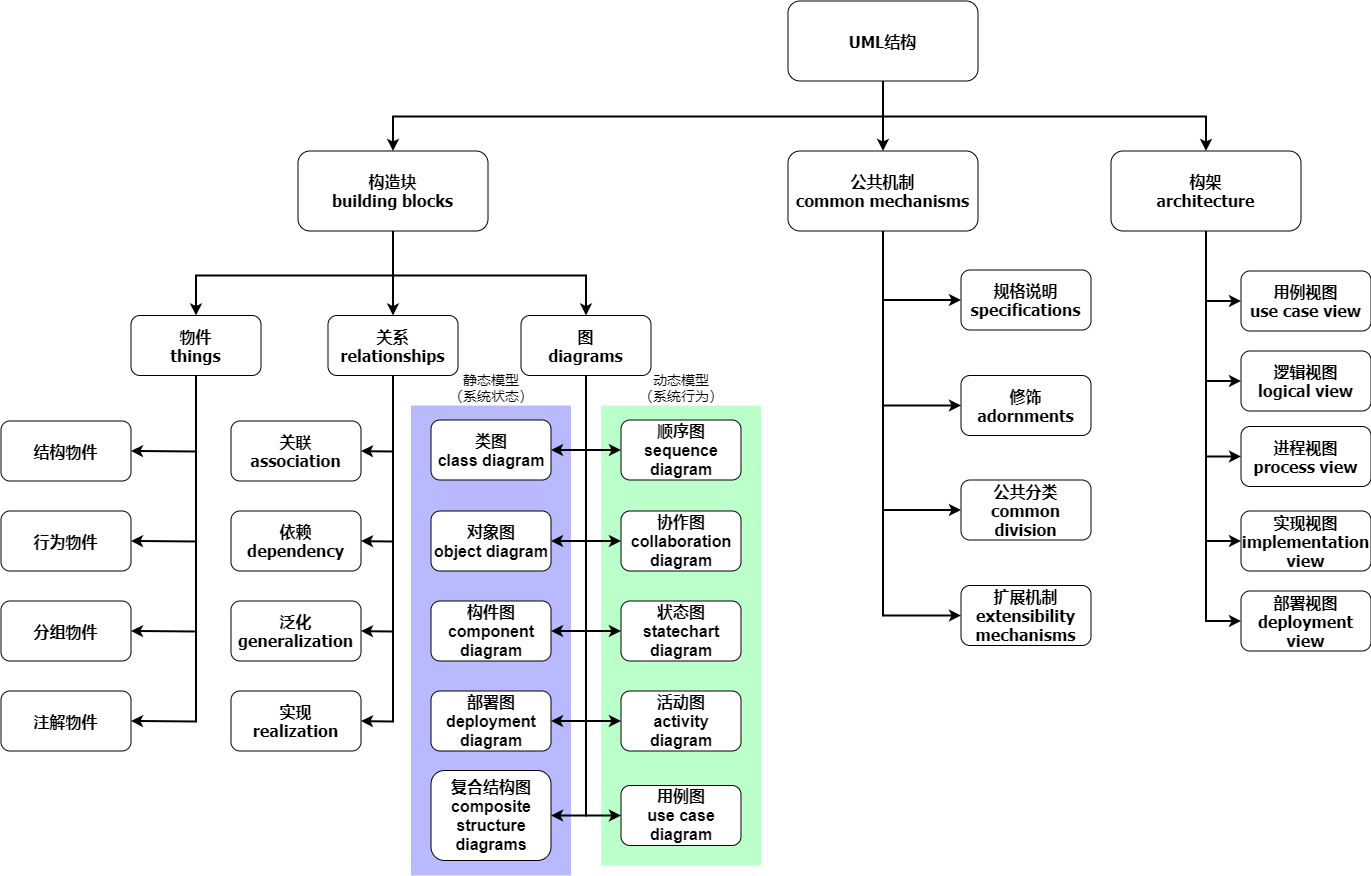 UML结构
构造块
building blocks
公共机制
common mechanisms
构架
architecture
物件
things
关系
relationships
图
diagrams
静态模型
（系统状态）
动态模型
（系统行为）
结构物件
行为物件
分组物件
注解物件
关联
association
依赖
dependency
泛化
generalization
实现
realization
类图
class diagram
对象图
object diagram
构件图
component
diagram
部署图
deployment
diagram
复合结构图
composite
structure
diagrams
顺序图
sequence
diagram
协作图
collaboration
diagram
状态图
statechart
diagram
活动图
activity
diagram
用例图
use case
diagram
规格说明
specifications
修饰
adornments
公共分类
common
division
扩展机制
extensibility
mechanisms
用例视图
use case view
逻辑视图
logical view
进程视图
process view
实现视图
implementation
view
部署视图
deployment
view